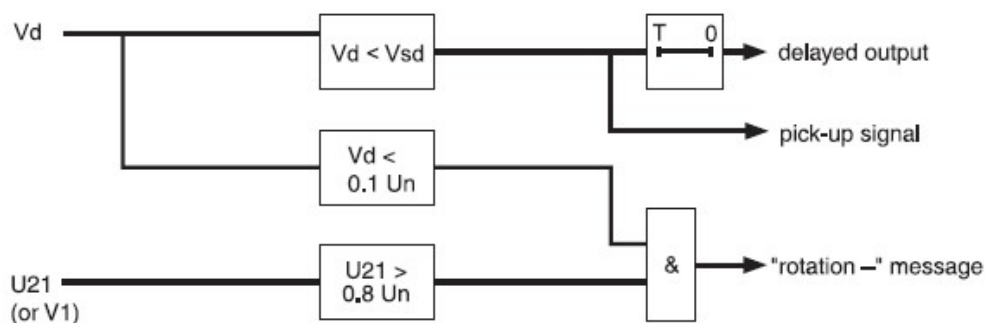 Vd
Vd < Vsd
T 0
delayed output
pick-up signal
Vd <
0.1 Un
U21
(or V1)
U21 >
0.8 Un
&
"rotation –" message